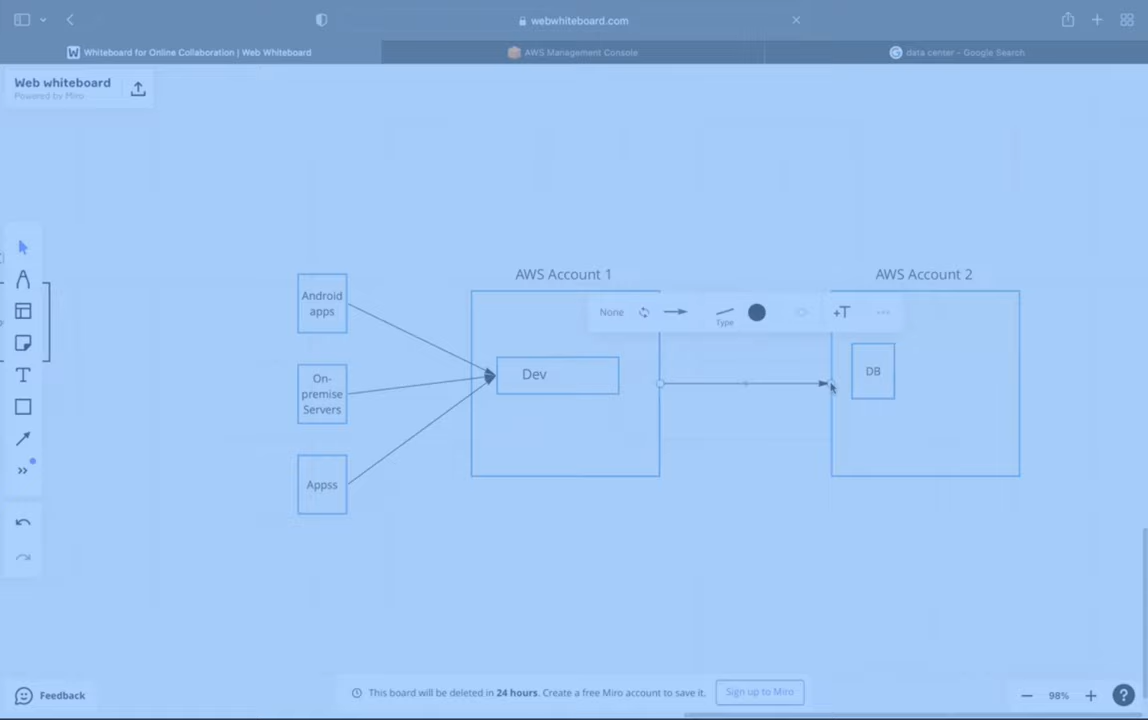 webwhiteboard.com
Whiteboard for Online Collaboration | Web Whiteboard
AWS Management Console
data center - Google Search
Web whiteboard
Powered by Miro
AWS Account 1
AWS Account 2
Android
apps
None
Type
+T
Dev
DB
On-
premise
Servers
Appss
T
Feedback
This board will be deleted in 24 hours. Create a free Miro account to save it.
Sign up to Miro
98%